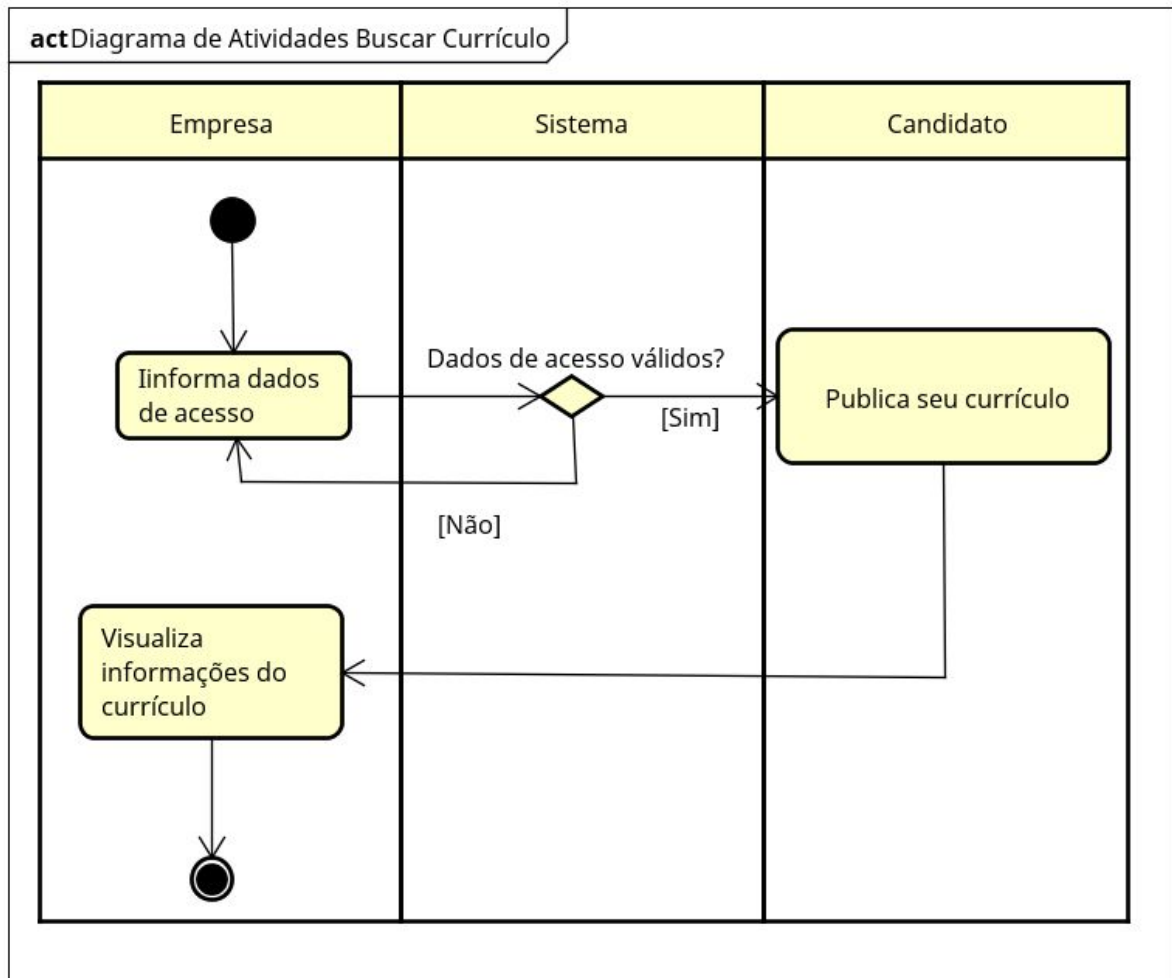 act Diagrama de Atividades Buscar Currículo
Empresa
Sistema
Candidato
Iinforma dados
de acesso
Dados de acesso válidos?
[Sim]
Publica seu currículo
[Não]
Visualiza
informações do
currículo